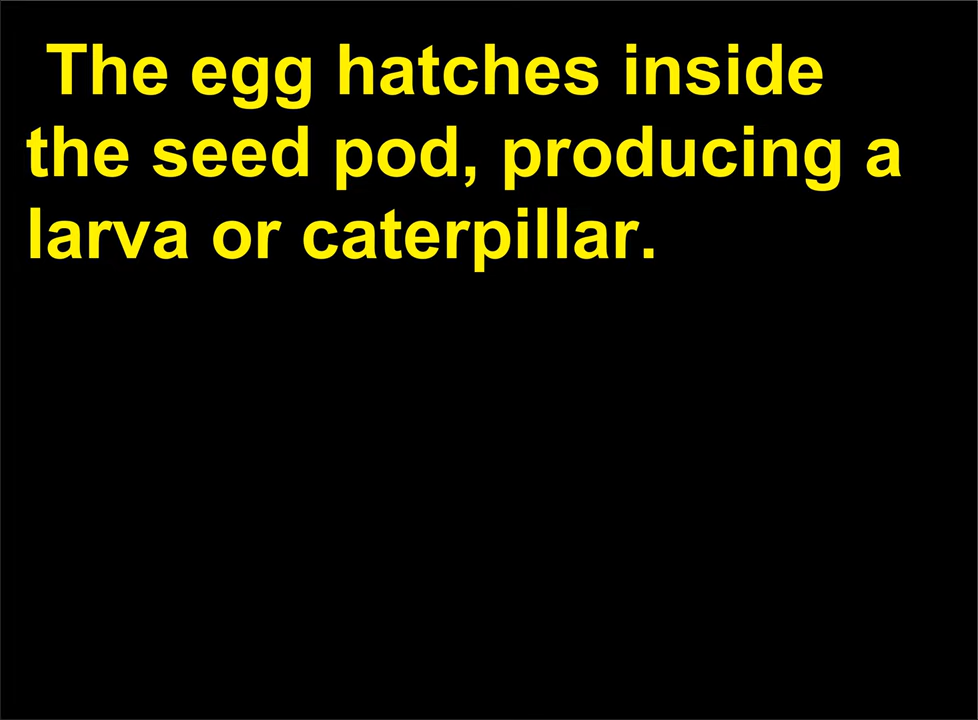 The egg hatches inside
the seed pod, producing a
larva or caterpillar.